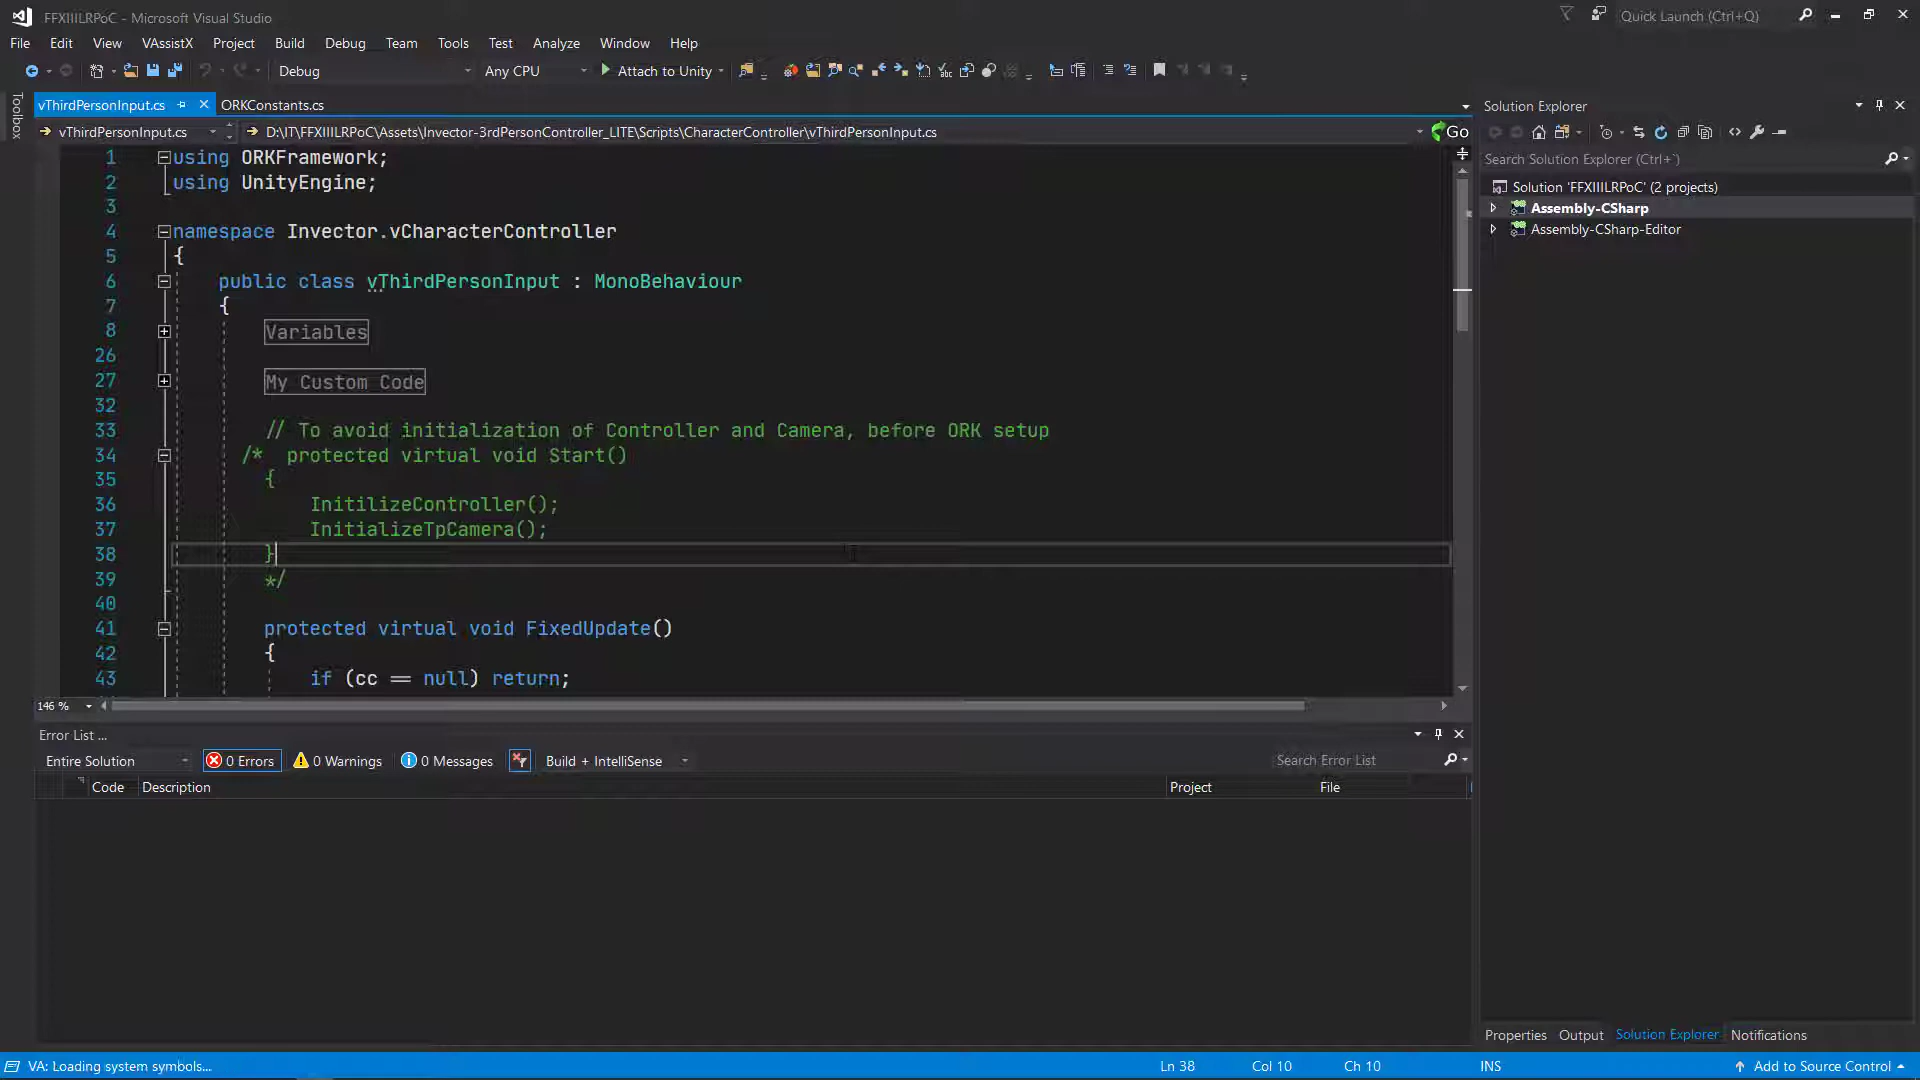 FFXIIILRPoC - Microsoft Visual Studio
Quick Launch (Ctrl+Q)
File Edit View VAssistX Project Build Debug Team Tools Test Analyze Window Help
Debug Any CPU Attach to Unity
Toolbox
vThirdPersonInput.cs ORKConstants.cs
vThirdPersonInput.cs D:\IT\FFXIIILRPoC\Assets\Invector-3rdPersonController_LITE\Scripts\CharacterController\vThirdPersonInput.cs Go
1 using ORKFramework;
2 using UnityEngine;
3
4 namespace Invector.vCharacterController
5 {
6 public class vThirdPersonInput : MonoBehaviour
7 {
8 Variables
26
27 My Custom Code
32
33 // To avoid initialization of Controller and Camera, before ORK setup
34 /* protected virtual void Start()
35 {
36 InitilizeController();
37 InitializeTpCamera();
38 }
39 */
40
41 protected virtual void FixedUpdate()
42 {
43 if (cc == null) return;
146 %
Error List ...
Entire Solution 0 Errors 0 Warnings 0 Messages Build + IntelliSense Search Error List
Code Description Project File
Solution Explorer
Search Solution Explorer (Ctrl+`)
Solution 'FFXIIILRPoC' (2 projects)
Assembly-CSharp
Assembly-CSharp-Editor
Properties Output Solution Explorer Notifications
VA: Loading system symbols... Ln 38 Col 10 Ch 10 INS Add to Source Control